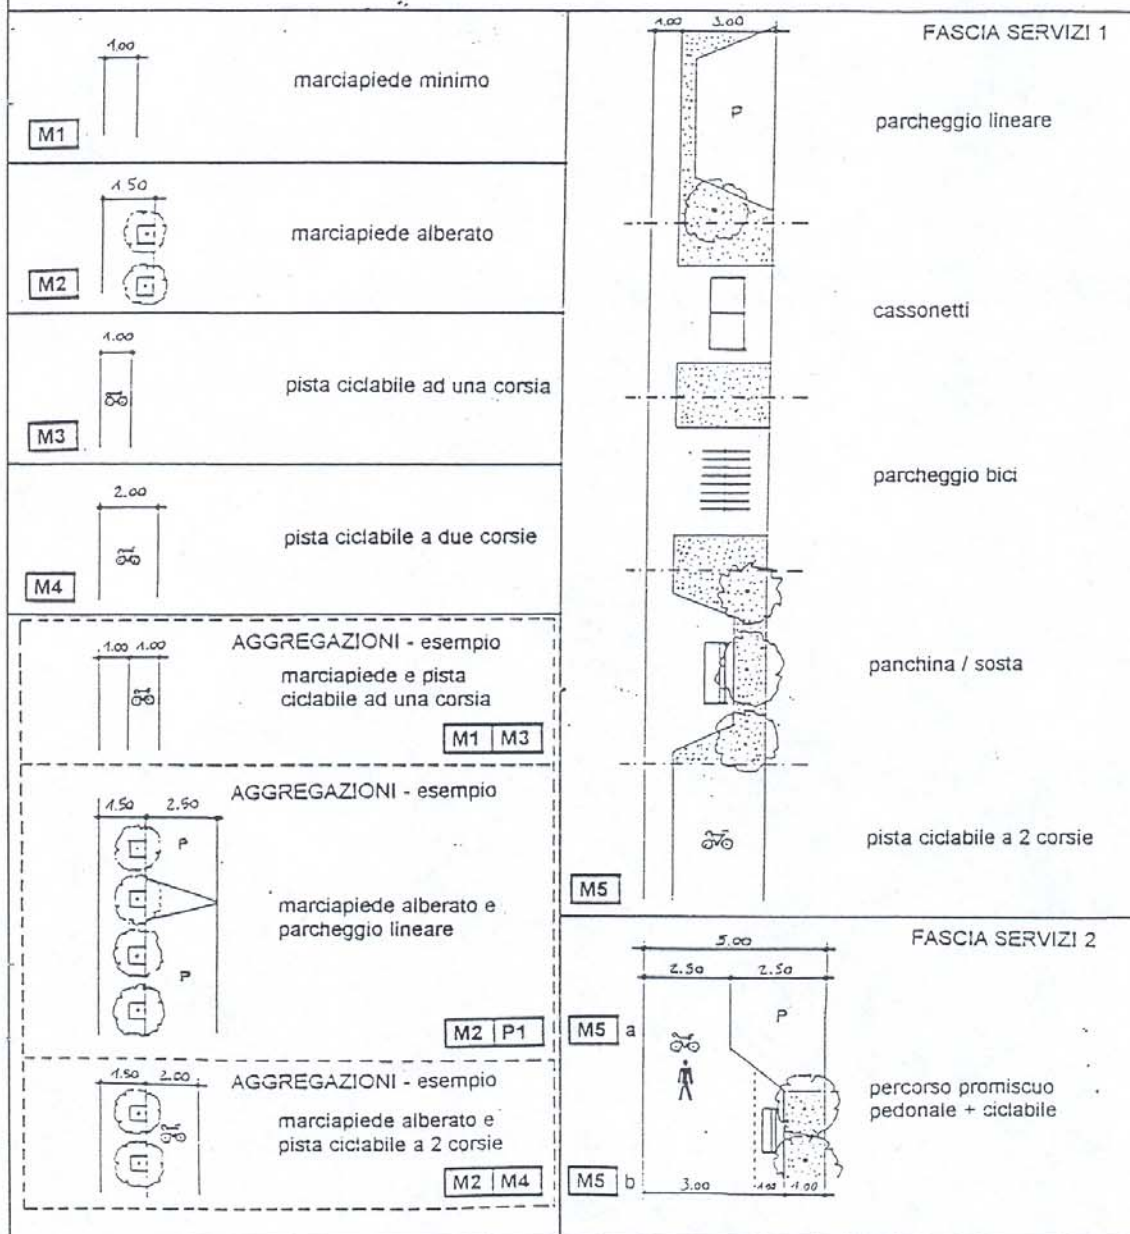 1.00
marciapiede minimo
M1
1.50
marciapiede alberato
M2
1.00
pista ciclabile ad una corsia
M3
2.00
pista ciclabile a due corsie
M4
AGGREGAZIONI - esempio
1.00 1.00
marciapiede e pista
ciclabile ad una corsia
M1 M3
AGGREGAZIONI - esempio
1.50 2.50
P
marciapiede alberato e
parcheggio lineare
P
M2 P1
AGGREGAZIONI - esempio
1.50 2.00
marciapiede alberato e
pista ciclabile a 2 corsie
M2 M4
1.00 3.00
FASCIA SERVIZI 1
P
parcheggio lineare
cassonetti
parcheggio bici
panchina / sosta
pista ciclabile a 2 corsie
M5
FASCIA SERVIZI 2
5.00
2.50 2.50
M5 a
P
percorso promiscuo
pedonale + ciclabile
M5 b
3.00 1.00 1.00